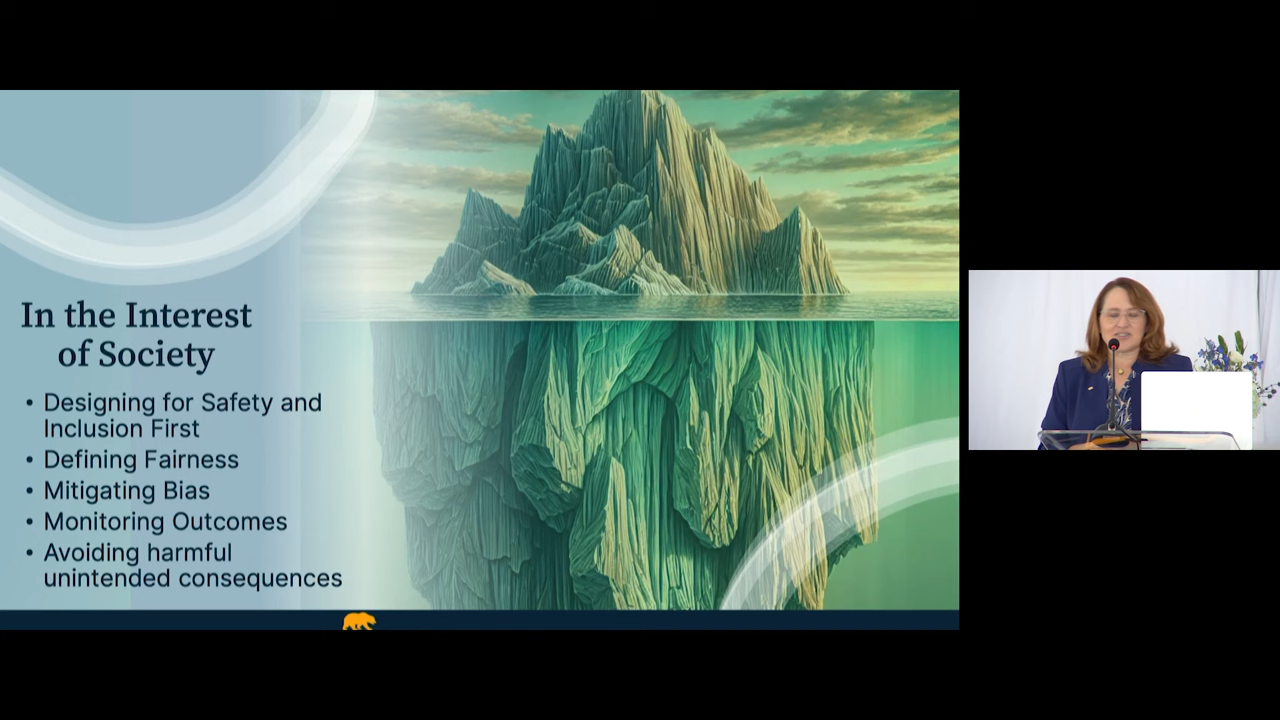 In the Interest
of Society
• Designing for Safety and
Inclusion First
• Defining Fairness
• Mitigating Bias
• Monitoring Outcomes
• Avoiding harmful
unintended consequences